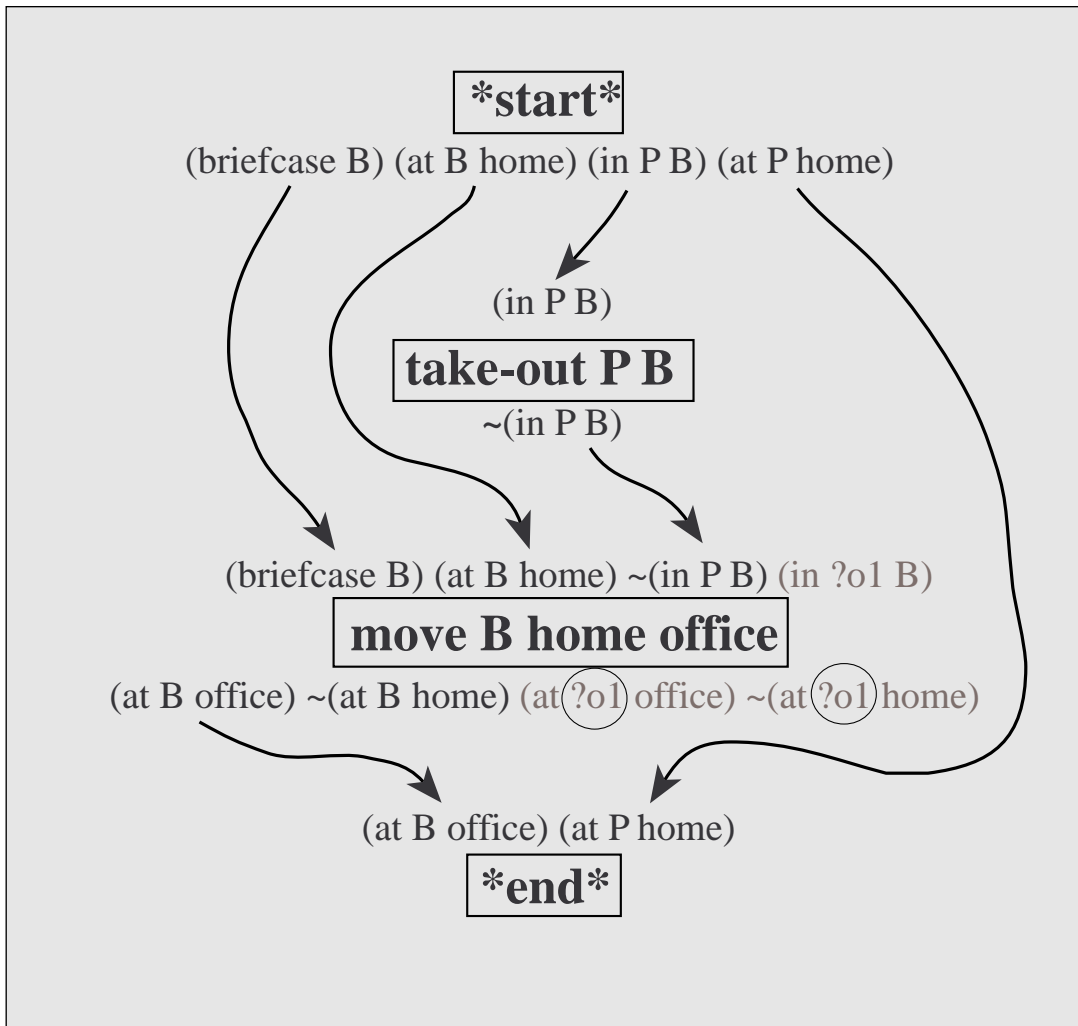 *start*
(briefcase B) (at B home) (in P B) (at P home)
(in P B)
take-out P B
~(in P B)
(briefcase B) (at B home) ~(in P B) (in ?o1 B)
move B home office
(at B office) ~(at B home) (at ?o1 office) ~(at ?o1 home)
(at B office) (at P home)
*end*